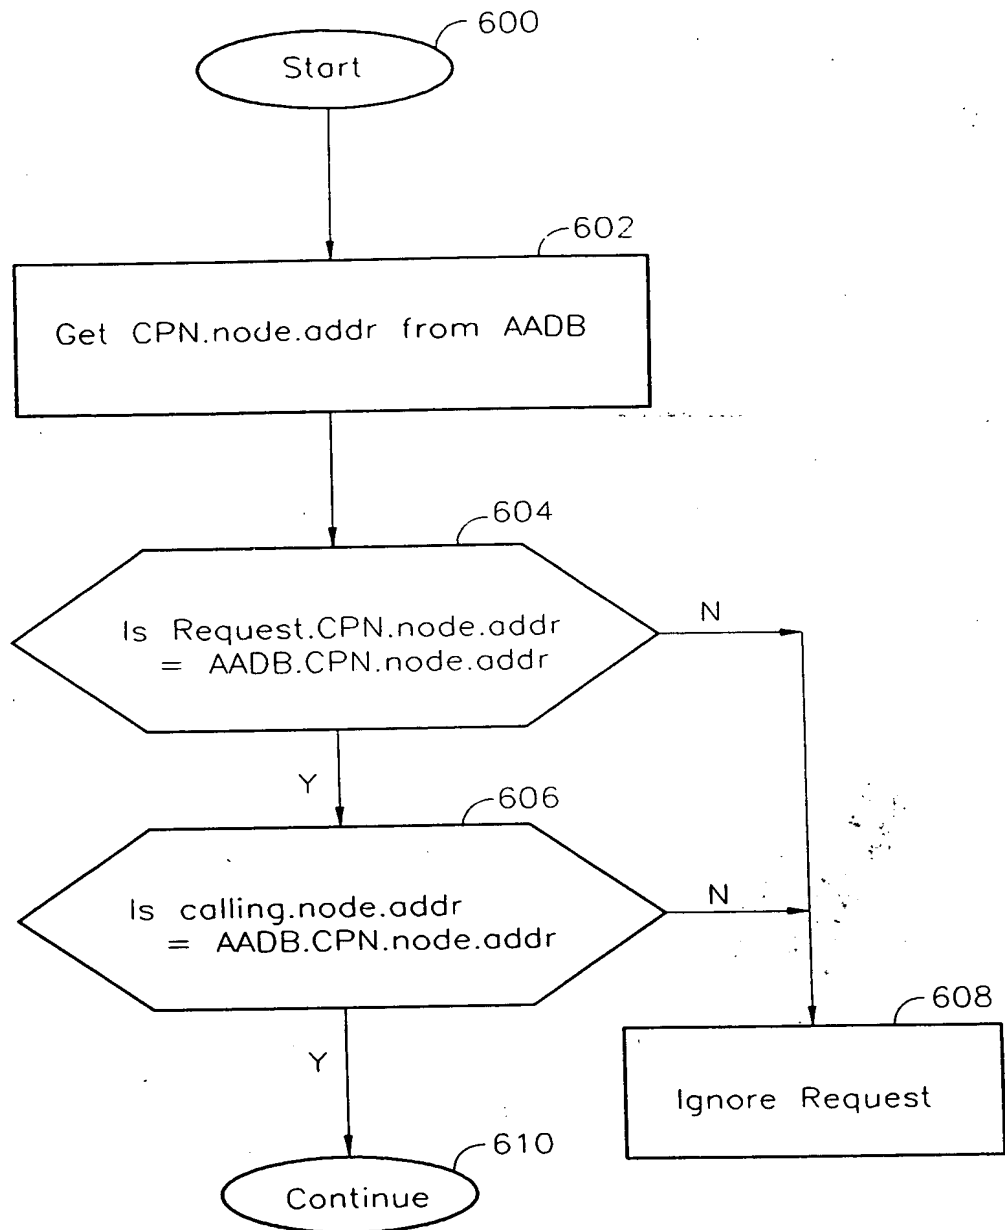 600
Start
602
Get CPN.node.addr from AADB
604
Is Request.CPN.node.addr
= AADB.CPN.node.addr
N
Y
606
Is calling.node.addr
= AADB.CPN.node.addr
N
Y
608
Ignore Request
610
Continue